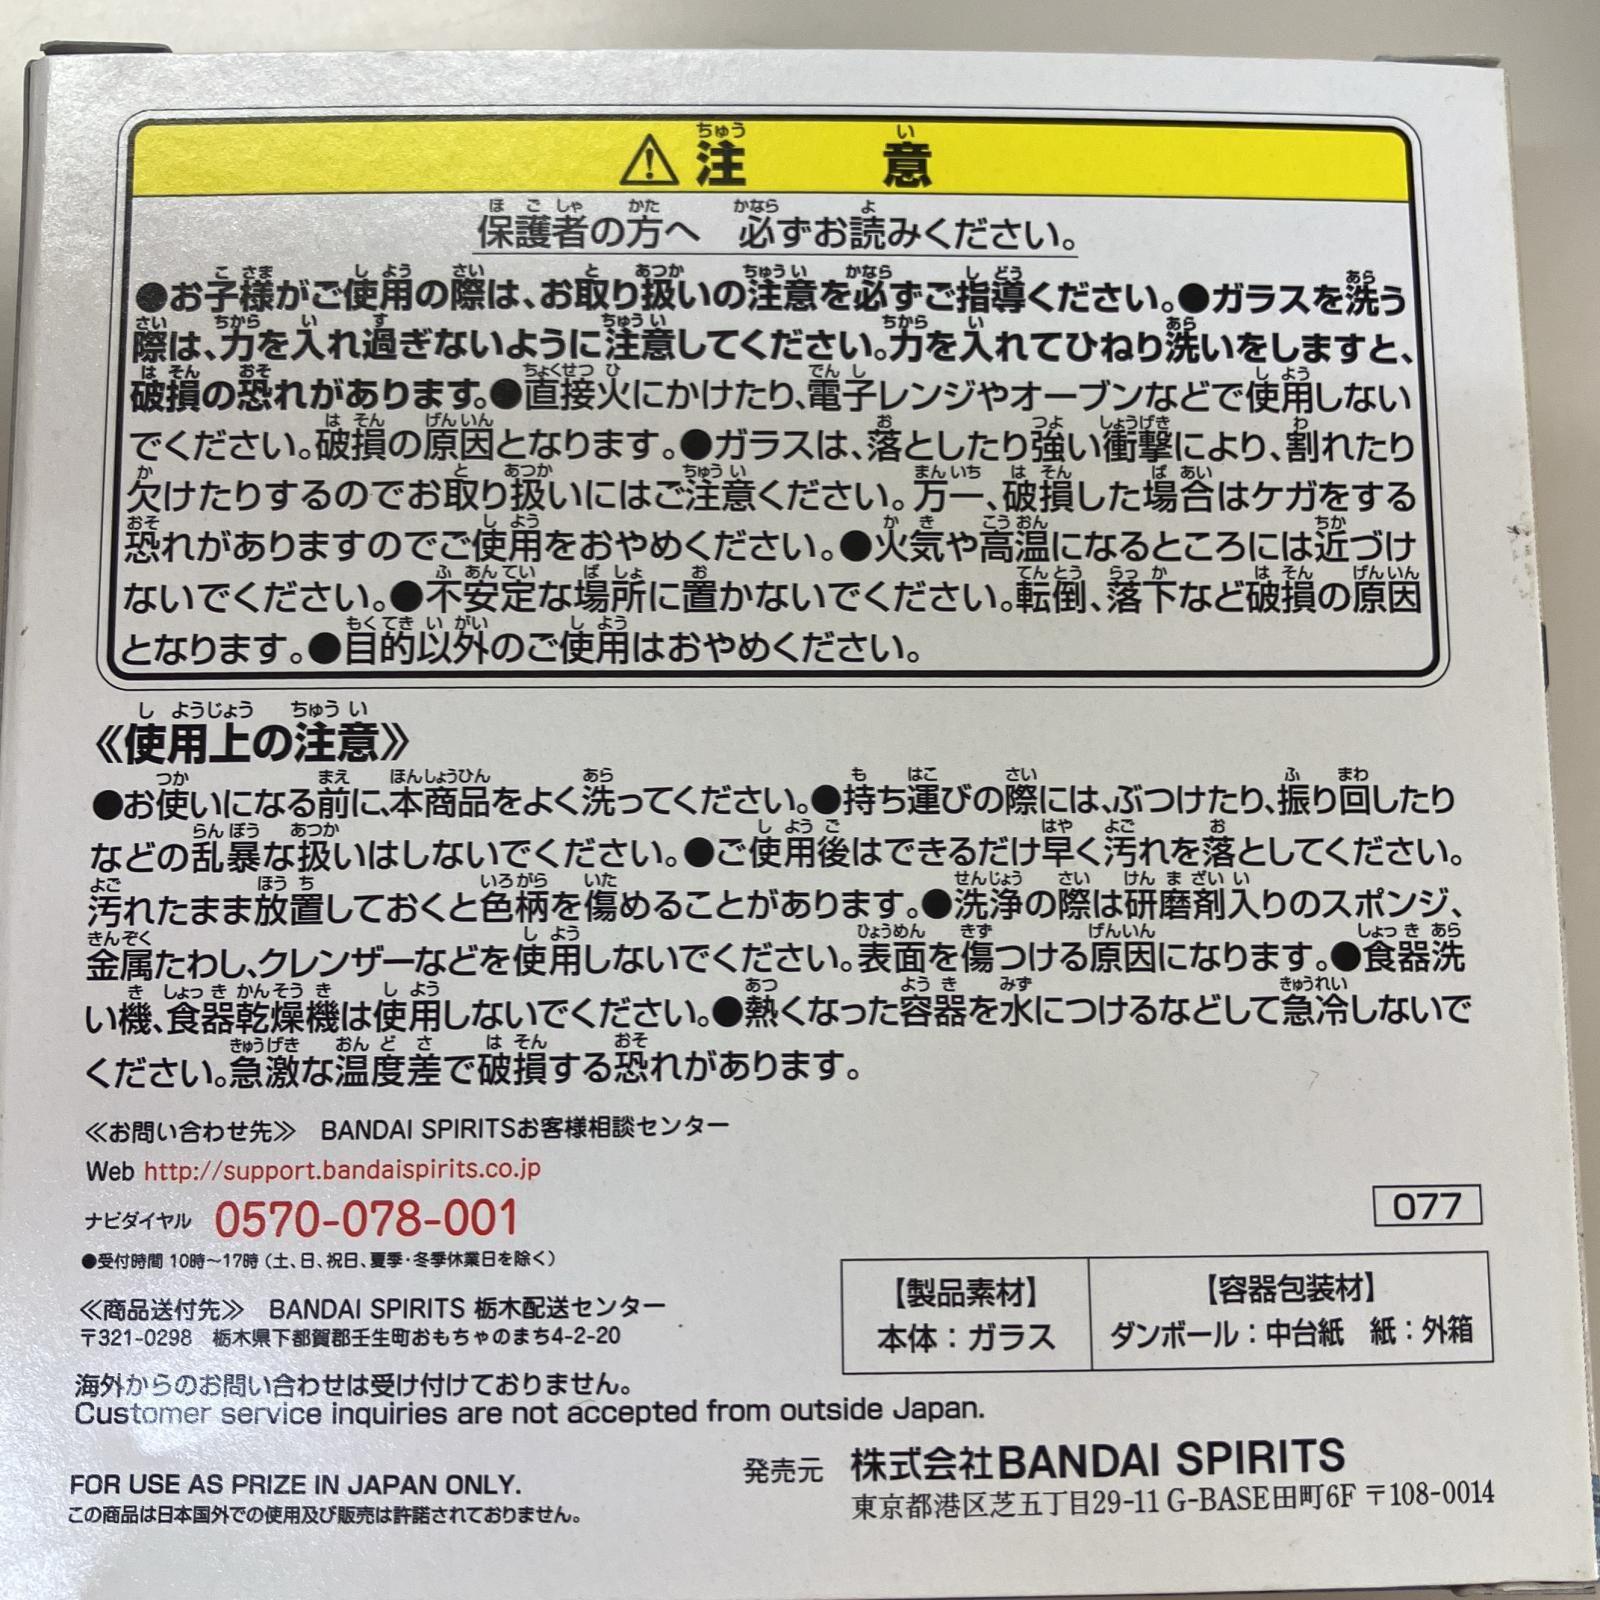 ⚠注意
保護者の方へ 必ずお読みください。
●お子様がご使用の際は、お取り扱いの注意を必ずご指導ください。●ガラスを洗う
際は、力を入れ過ぎないように注意してください。力を入れてひねり洗いをしますと、
破損の恐れがあります。●直接火にかけたり、電子レンジやオーブンなどで使用しない
でください。破損の原因となります。●ガラスは、落としたり強い衝撃により、割れたり
欠けたりするのでお取り扱いにはご注意ください。万一、破損した場合はケガをする
恐れがありますのでご使用をおやめください。●火気や高温になるところには近づけ
ないでください。●不安定な場所に置かないでください。転倒、落下など破損の原因
となります。●目的以外のご使用はおやめください。
《使用上の注意》
●お使いになる前に、本商品をよく洗ってください。●持ち運びの際には、ぶつけたり、振り回したり
などの乱暴な扱いはしないでください。●ご使用後はできるだけ早く汚れを落としてください。
汚れたまま放置しておくと色柄を傷めることがあります。●洗浄の際は研磨剤入りのスポンジ、
金属たわし、クレンザーなどを使用しないでください。表面を傷つける原因になります。●食器洗
い機、食器乾燥機は使用しないでください。●熱くなった容器を水につけるなどして急冷しないで
ください。急激な温度差で破損する恐れがあります。
≪お問い合わせ先≫ BANDAI SPIRITSお客様相談センター
Web http://support.bandaispirits.co.jp
ナビダイヤル 0570-078-001
●受付時間 10時～17時（土、日、祝日、夏季・冬季休業日を除く）
≪商品送付先≫ BANDAI SPIRITS 栃木配送センター
〒321-0298 栃木県下都賀郡壬生町おもちゃのまち4-2-20
海外からのお問い合わせは受け付けておりません。
Customer service inquiries are not accepted from outside Japan.
FOR USE AS PRIZE IN JAPAN ONLY.
この商品は日本国外での使用及び販売は許諾されておりません。
077
【製品素材】
本体：ガラス
【容器包装材】
ダンボール：中台紙 紙：外箱
発売元 株式会社BANDAI SPIRITS
東京都港区芝五丁目29-11 G-BASE田町6F 〒108-0014